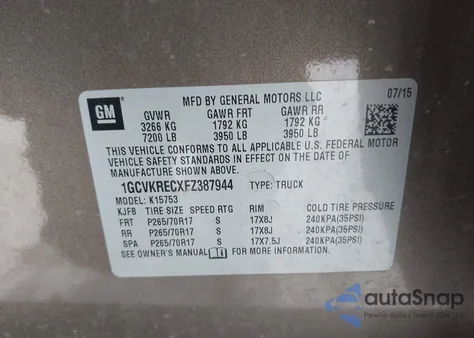 GM
MFD BY GENERAL MOTORS LLC 07/15
GVWR GAWR FRT GAWR RR
3266 KG 1792 KG 1792 KG
7200 LB 3950 LB 3950 LB
THIS VEHICLE CONFORMS TO ALL APPLICABLE U.S. FEDERAL MOTOR
VEHICLE SAFETY STANDARDS IN EFFECT ON THE DATE OF
MANUFACTURE SHOWN ABOVE.
1GCVKRECXFZ387944 TYPE: TRUCK
MODEL: K15753
KJF8 TIRE SIZE SPEED RTG RIM COLD TIRE PRESSURE
FRT P265/70R17 S 17X8J 240KPA(35PSI)
RR P265/70R17 S 17X8J 240KPA(35PSI)
SPA P265/70R17 S 17X7.5J 240KPA(35PSI)
SEE OWNER'S MANUAL FOR MORE INFORMATION.
autoSnap